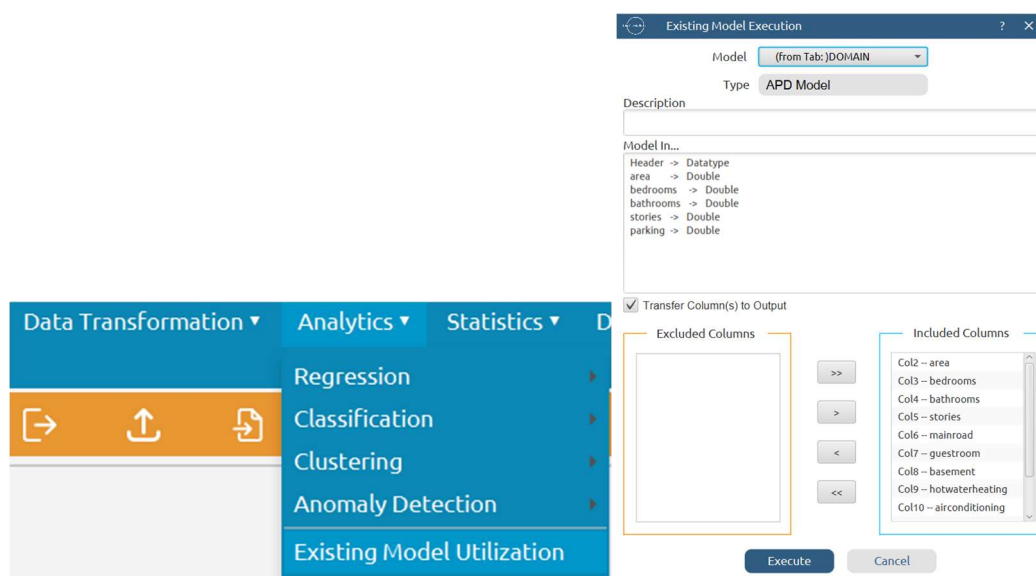 Data Transformation ▾ Analytics ▾ Statistics ▾ D
Regression
Classification
Clustering
Anomaly Detection
Existing Model Utilization
Existing Model Execution ? X
Model (from Tab: )DOMAIN
Type APD Model
Description
Model In...
Header -> Datatype
area -> Double
bedrooms -> Double
bathrooms -> Double
stories -> Double
parking -> Double
Transfer Column(s) to Output
Excluded Columns
>>
>
<
<<
Included Columns
Col2 -- area
Col3 -- bedrooms
Col4 -- bathrooms
Col5 -- stories
Col6 -- mainroad
Col7 -- guestroom
Col8 -- basement
Col9 -- hotwaterheating
Col10 -- airconditioning
Execute Cancel